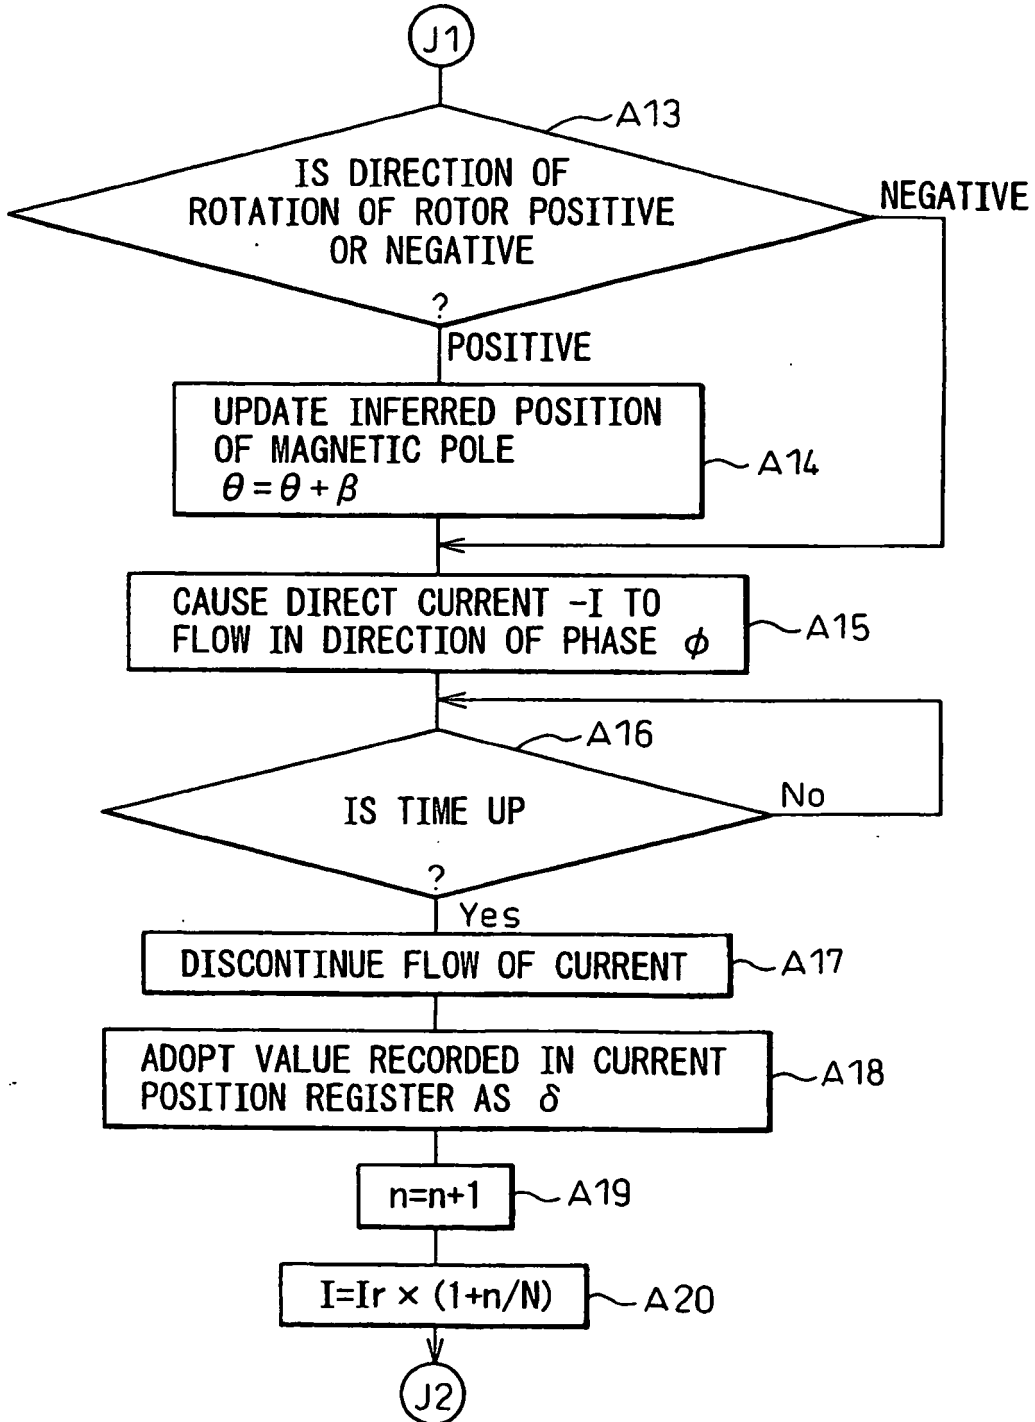 J1
A13
IS DIRECTION OF
ROTATION OF ROTOR POSITIVE
OR NEGATIVE
?
NEGATIVE
POSITIVE
UPDATE INFERRED POSITION
OF MAGNETIC POLE
θ=θ+β
A14
CAUSE DIRECT CURRENT -I TO
FLOW IN DIRECTION OF PHASE ϕ
A15
A16
IS TIME UP
?
No
Yes
DISCONTINUE FLOW OF CURRENT
A17
ADOPT VALUE RECORDED IN CURRENT
POSITION REGISTER AS δ
A18
n=n+1
A19
I=Ir × (1+n/N)
A20
J2